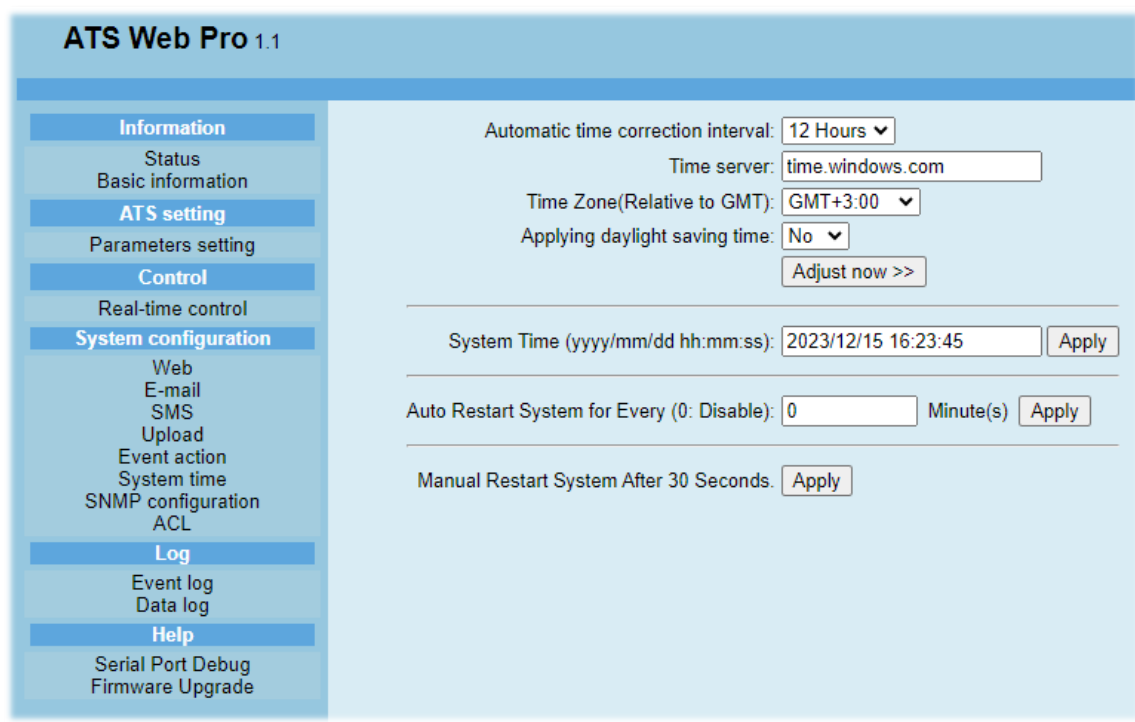 ATS Web Pro 1.1
Information
Status
Basic information
ATS setting
Parameters setting
Control
Real-time control
System configuration
Web
E-mail
SMS
Upload
Event action
System time
SNMP configuration
ACL
Log
Event log
Data log
Help
Serial Port Debug
Firmware Upgrade
Automatic time correction interval: 12 Hours
Time server: time.windows.com
Time Zone(Relative to GMT): GMT+3:00
Applying daylight saving time: No
Adjust now >>
System Time (yyyy/mm/dd hh:mm:ss): 2023/12/15 16:23:45 Apply
Auto Restart System for Every (0: Disable): 0 Minute(s) Apply
Manual Restart System After 30 Seconds. Apply